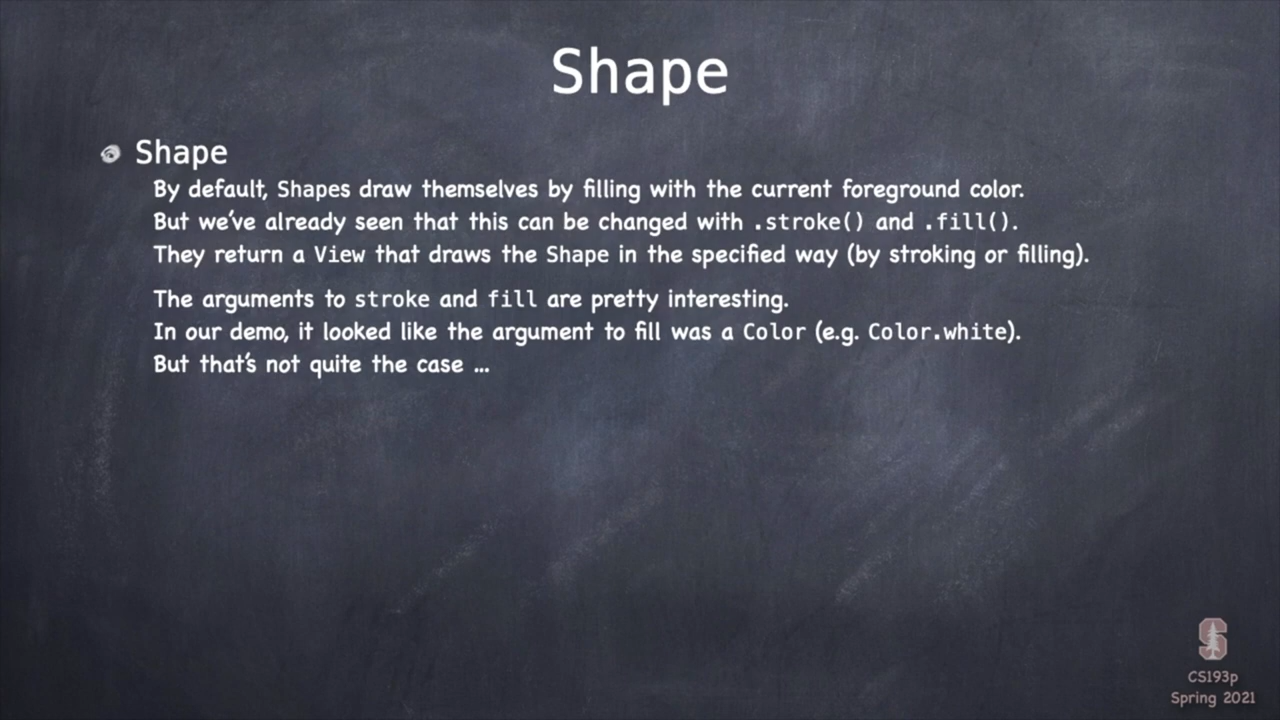 Shape
Shape
By default, Shapes draw themselves by filling with the current foreground color.
But we've already seen that this can be changed with .stroke() and .fill().
They return a View that draws the Shape in the specified way (by stroking or filling).
The arguments to stroke and fill are pretty interesting.
In our demo, it looked like the argument to fill was a Color (e.g. Color.white).
But that's not quite the case ...
S
CS193p
Spring 2021